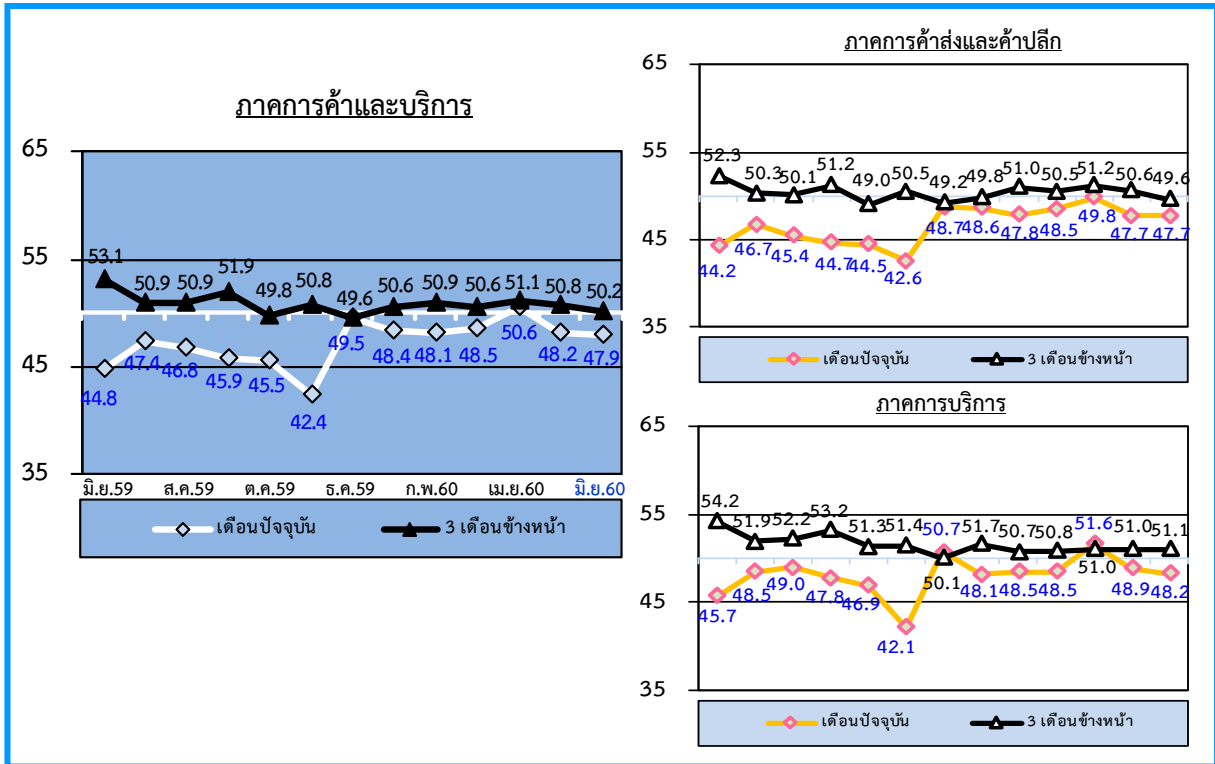 ภาคการค้าและบริการ
65
55
45
35
53.1 50.9 50.9 51.9 49.8 50.8 49.6 50.6 50.9 50.6 51.1 50.8 50.2
44.8 47.4 46.8 45.9 45.5 42.4 49.5 48.4 48.1 48.5 50.6 48.2 47.9
มิ.ย.59 ส.ค.59 ต.ค.59 ธ.ค.59 ก.พ.60 เม.ย.60 มิ.ย.60
เดือนปัจจุบัน 3 เดือนข้างหน้า
ภาคการค้าส่งและค้าปลีก
65
55
45
35
52.3 50.3 50.1 51.2 49.0 50.5 49.2 49.8 51.0 50.5 51.2 50.6 49.6
44.2 46.7 45.4 44.7 44.5 42.6 48.7 48.6 47.8 48.5 49.8 47.7 47.7
เดือนปัจจุบัน 3 เดือนข้างหน้า
ภาคการบริการ
65
55
45
35
54.2 51.9 52.2 53.2 51.3 51.4 50.1 51.7 50.7 50.8 51.0 51.0 51.1
45.7 48.5 49.0 47.8 46.9 42.1 50.7 48.1 48.5 48.5 51.6 48.9 48.2
เดือนปัจจุบัน 3 เดือนข้างหน้า